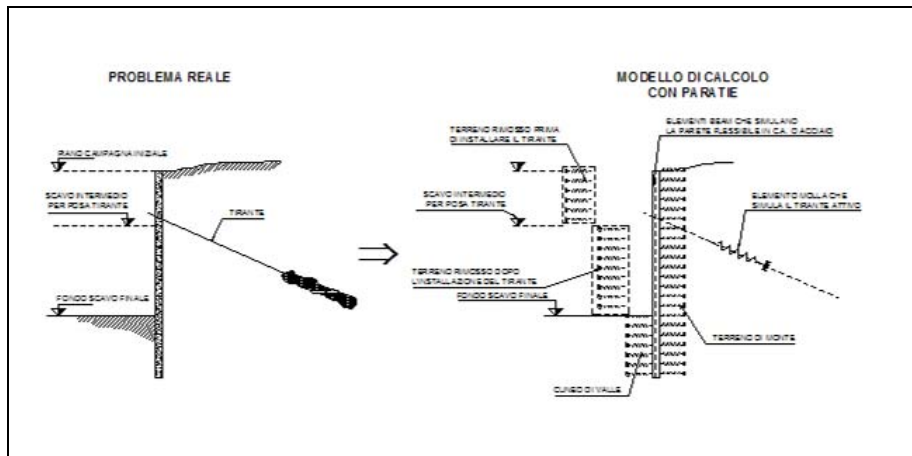 PROBLEMA REALE
PIANO CAMPAGNA INIZIALE
SCAVO INTERMEDIO
PER POSA TIRANTE
TIRANTE
FONDO SCAVO FINALE
MODELLO DI CALCOLO
CON PARATIE
TERRENO RIMOSSO PRIMA
DI INSTALLARE IL TIRANTE
ELEMENTI BEAM CHE SIMULANO
LA PARETE FLESSIBILE IN C.A. O ACCIAIO
SCAVO INTERMEDIO
PER POSA TIRANTE
ELEMENTO MOLLA CHE
SIMULA IL TIRANTE ATTIVO
TERRENO RIMOSSO DOPO
L'INSTALLAZIONE DEL TIRANTE
FONDO SCAVO FINALE
TERRENO DI MONTE
CUNEO DI VALLE